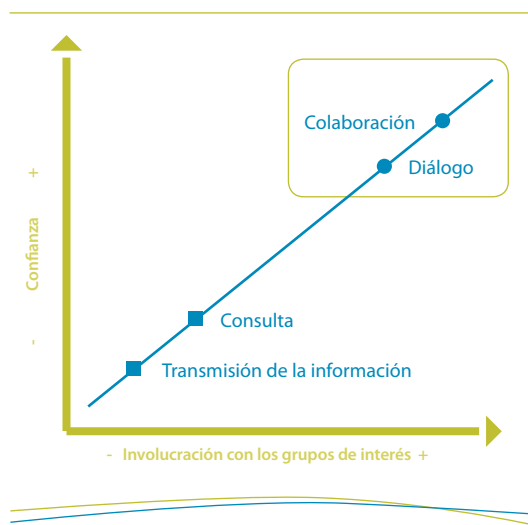 Colaboración
Diálogo
+
Confianza
-
Consulta
Transmisión de la información
- Involucración con los grupos de interés +